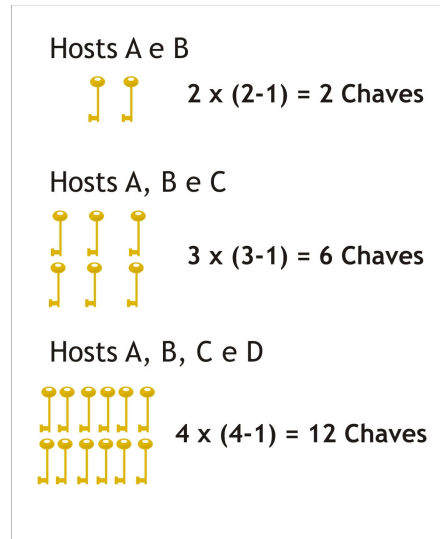 Hosts A e B
2 x (2-1) = 2 Chaves
Hosts A, B e C
3 x (3-1) = 6 Chaves
Hosts A, B, C e D
4 x (4-1) = 12 Chaves